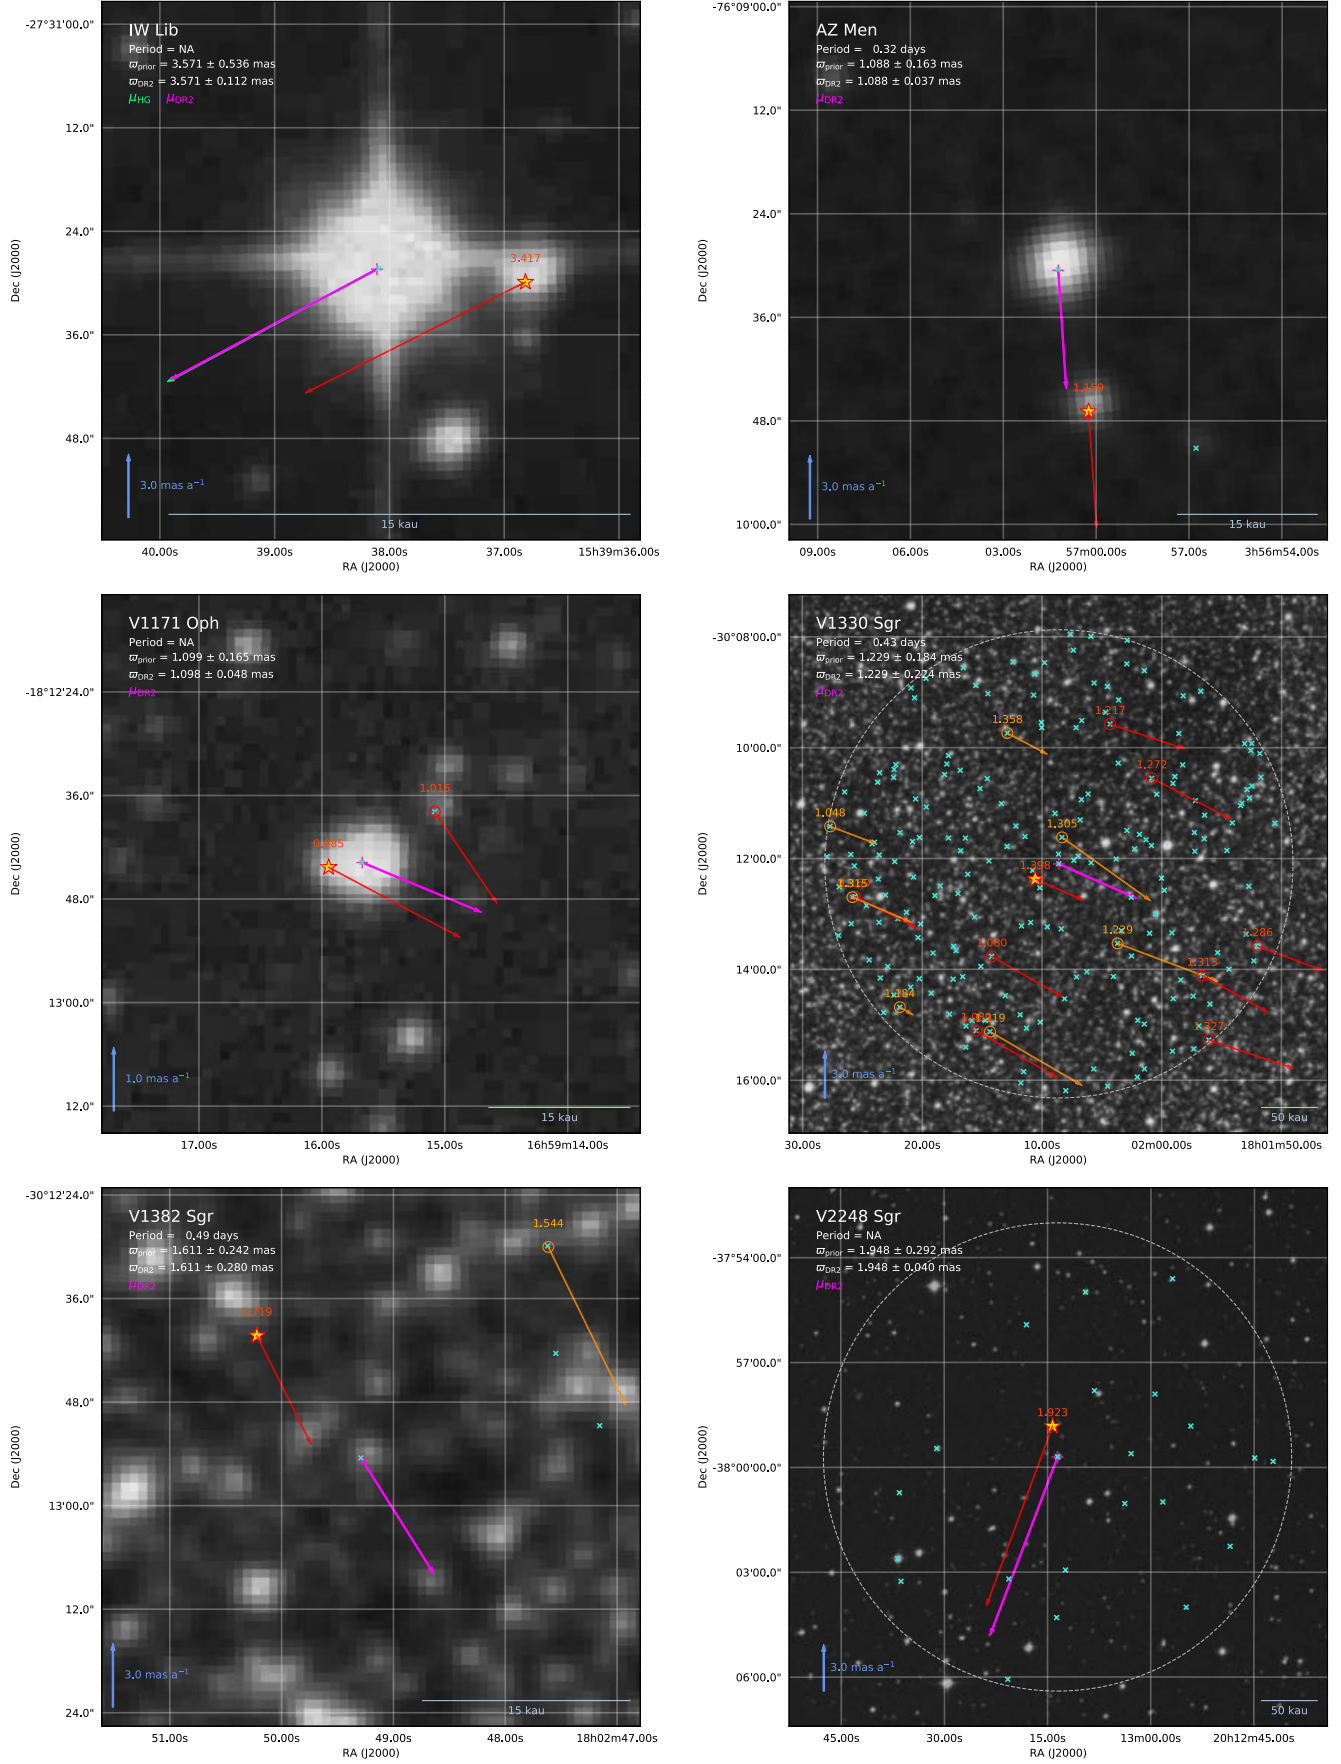 IW Lib
Period = NA
ϖprior = 3.571 ± 0.536 mas
ϖDR2 = 3.571 ± 0.112 mas
μHG μDR2
3.417
3.0 mas a⁻¹
15 kau
-27°31'00.0"
12.0"
24.0"
36.0"
48.0"
Dec (J2000)
40.00s 39.00s 38.00s 37.00s 15h39m36.00s
RA (J2000)
AZ Men
Period = 0.32 days
ϖprior = 1.088 ± 0.163 mas
ϖDR2 = 1.088 ± 0.037 mas
μDR2
1.159
3.0 mas a⁻¹
15 kau
-76°09'00.0"
12.0"
24.0"
36.0"
48.0"
10'00.0"
Dec (J2000)
09.00s 06.00s 03.00s 57m00.00s 57.00s 3h56m54.00s
RA (J2000)
V1171 Oph
Period = NA
ϖprior = 1.099 ± 0.165 mas
ϖDR2 = 1.098 ± 0.048 mas
μDR2
1.016
1.0 mas a⁻¹
15 kau
-18°12'24.0"
36.0"
48.0"
13'00.0"
12.0"
Dec (J2000)
17.00s 16.00s 15.00s 16h59m14.00s
RA (J2000)
V1330 Sgr
Period = 0.43 days
ϖprior = 1.229 ± 0.184 mas
ϖDR2 = 1.229 ± 0.224 mas
μDR2
1.217
1.358
1.272
1.048
1.305
1.398
1.315
1.229
1.286
1.080
1.313
1.184
1.327
3.0 mas a⁻¹
50 kau
-30°08'00.0"
10'00.0"
12'00.0"
14'00.0"
16'00.0"
Dec (J2000)
30.00s 20.00s 10.00s 02m00.00s 18h01m50.00s
RA (J2000)
V1382 Sgr
Period = 0.49 days
ϖprior = 1.611 ± 0.242 mas
ϖDR2 = 1.611 ± 0.280 mas
μDR2
1.544
1.719
3.0 mas a⁻¹
15 kau
-30°12'24.0"
36.0"
48.0"
13'00.0"
12.0"
24.0"
Dec (J2000)
51.00s 50.00s 49.00s 48.00s 18h02m47.00s
RA (J2000)
V2248 Sgr
Period = NA
ϖprior = 1.948 ± 0.292 mas
ϖDR2 = 1.948 ± 0.040 mas
μDR2
1.923
3.0 mas a⁻¹
50 kau
-37°54'00.0"
57'00.0"
-38°00'00.0"
03'00.0"
06'00.0"
Dec (J2000)
45.00s 30.00s 15.00s 13m00.00s 20h12m45.00s
RA (J2000)